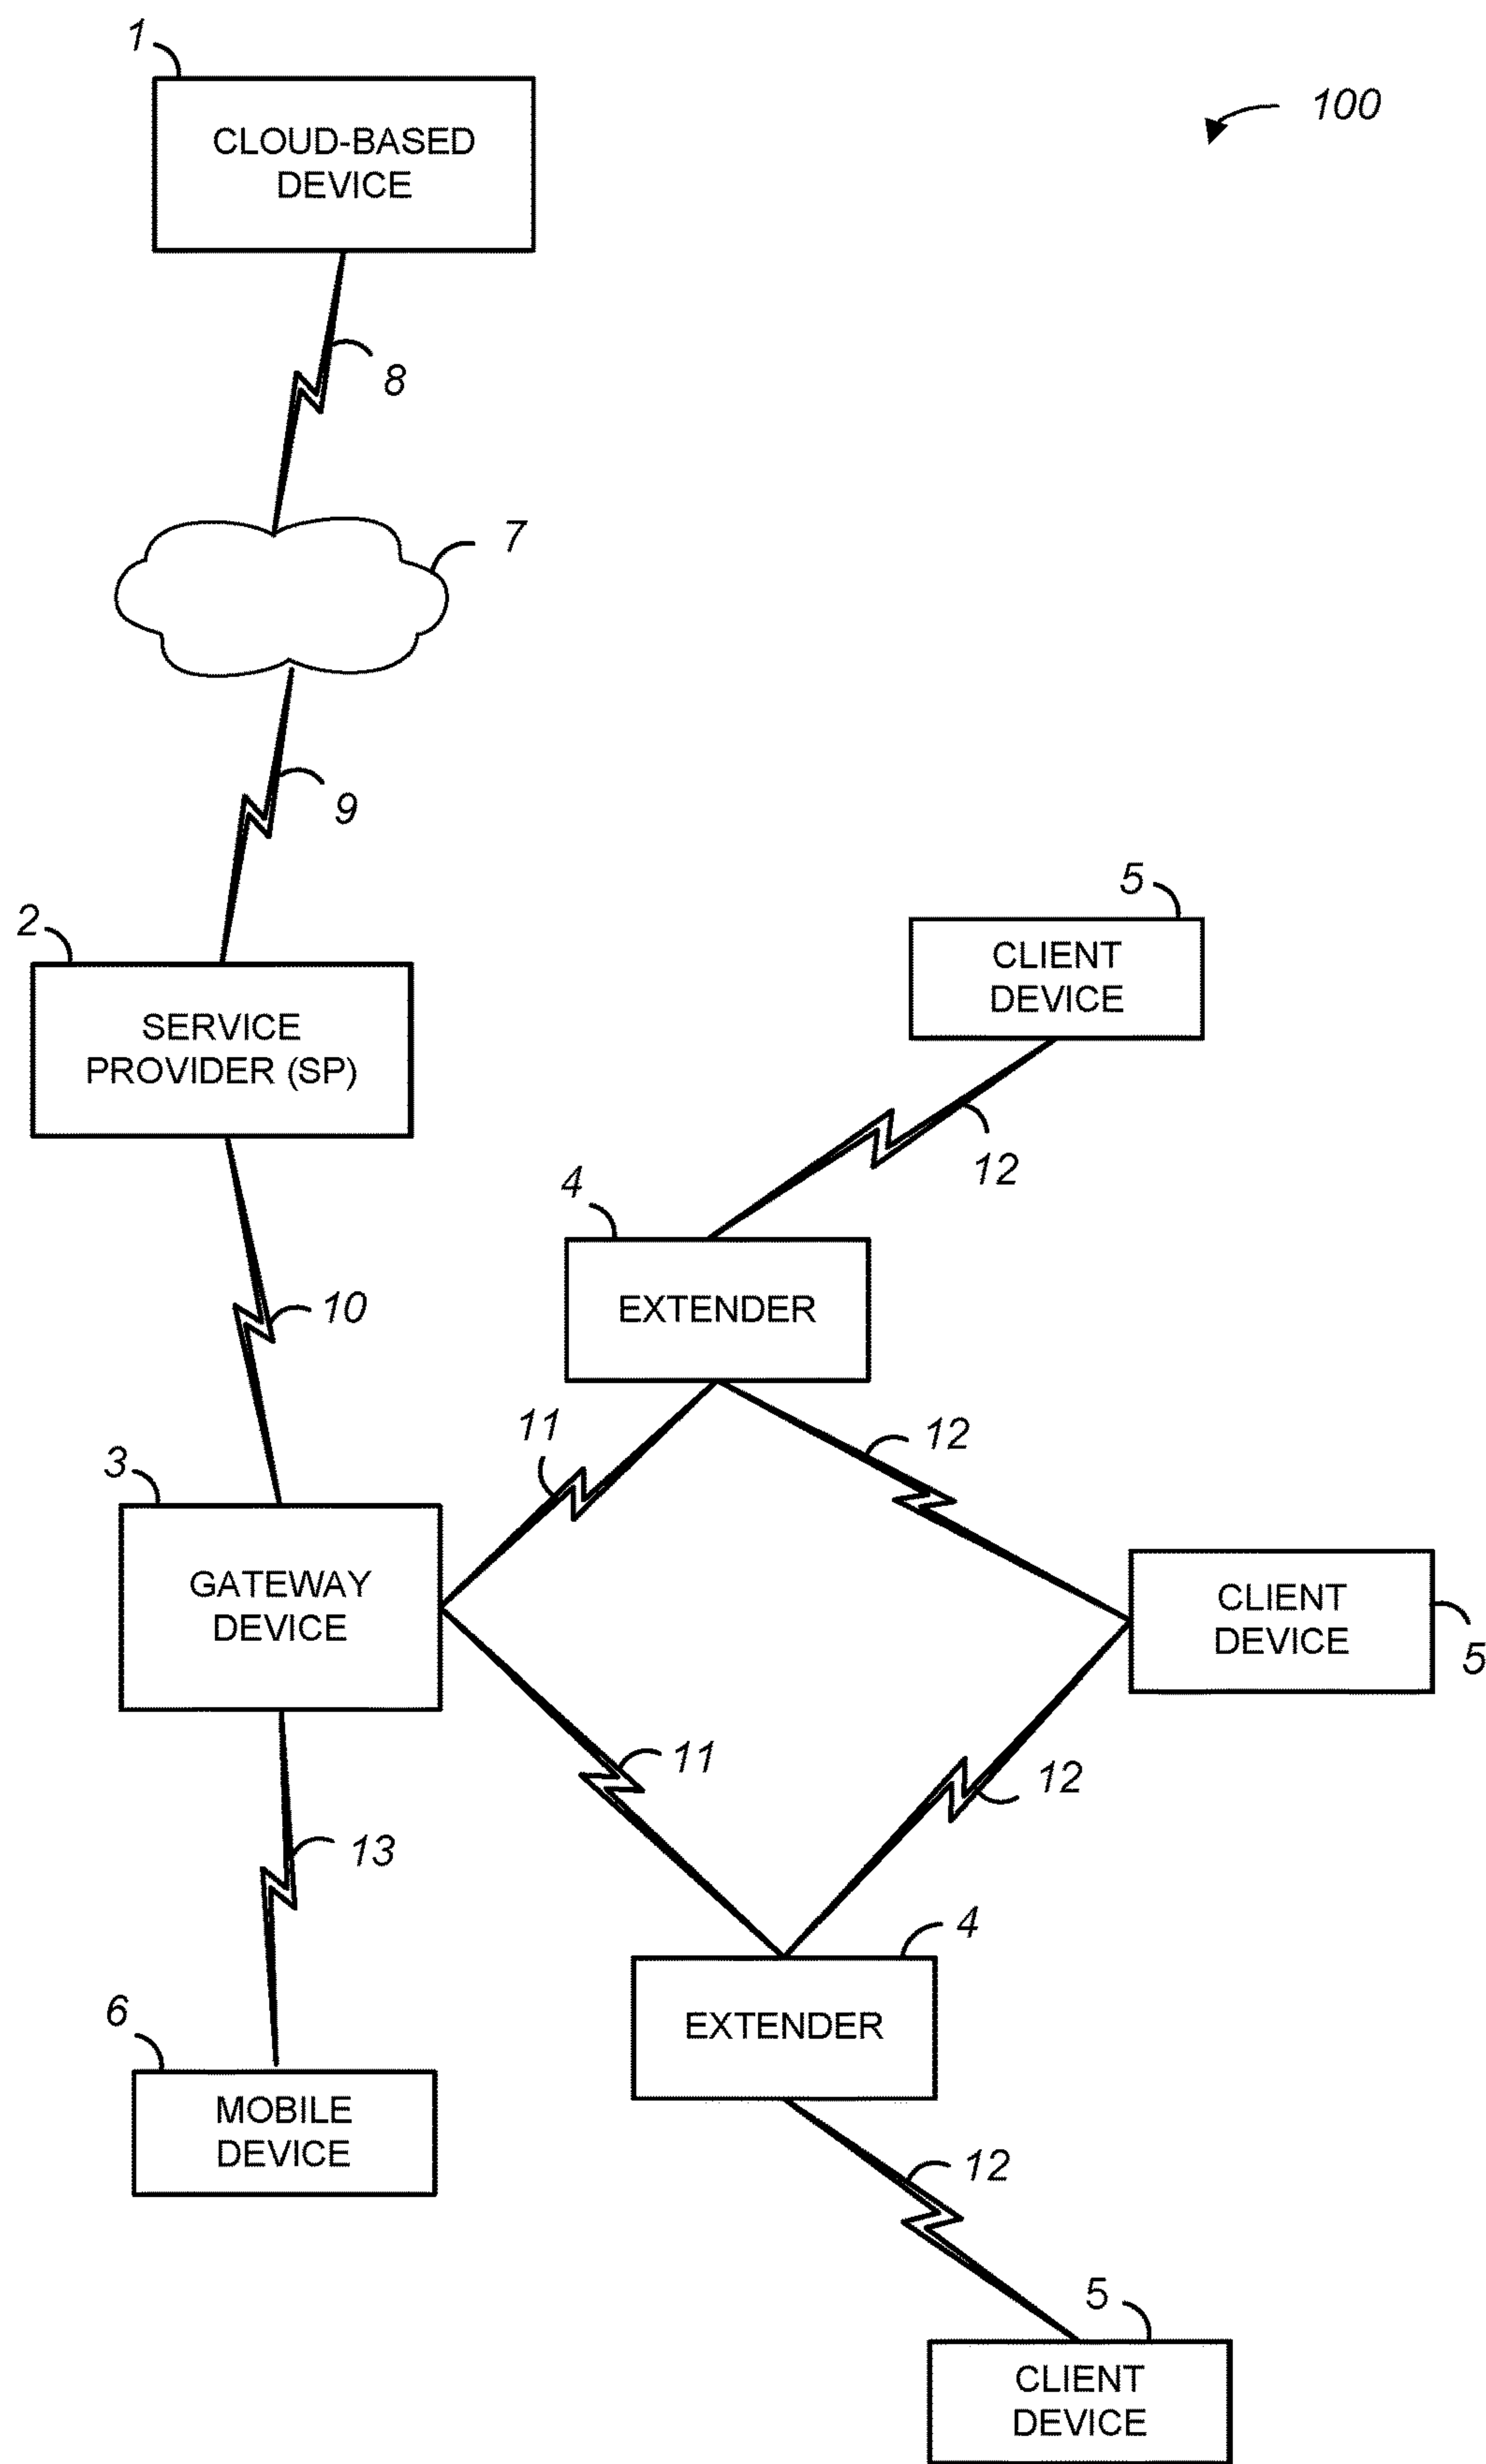 1
100
CLOUD-BASED
DEVICE
8
7
9
5
2
CLIENT
DEVICE
SERVICE
PROVIDER (SP)
12
4
10
EXTENDER
11
12
3
GATEWAY
DEVICE
CLIENT
DEVICE
5
11
12
13
4
6
EXTENDER
MOBILE
DEVICE
12
5
CLIENT
DEVICE